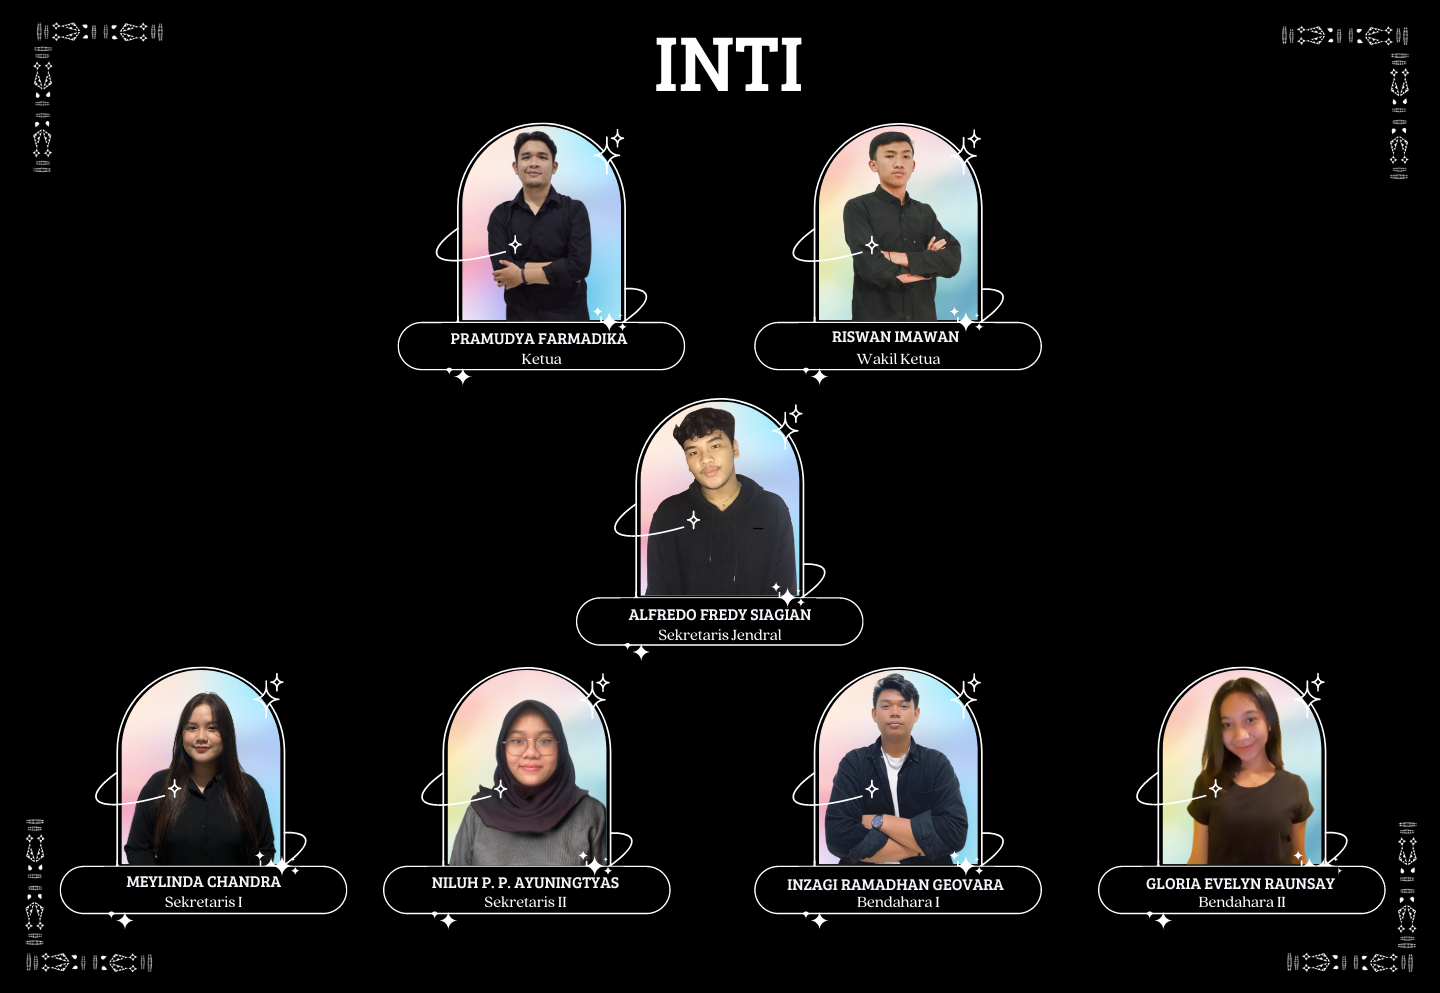 INTI
PRAMUDYA FARMADIKA
Ketua
RISWAN IMAWAN
Wakil Ketua
ALFREDO FREDY SIAGIAN
Sekretaris Jendral
MEYLINDA CHANDRA
Sekretaris I
NILUH P. P. AYUNINGTYAS
Sekretaris II
INZAGI RAMADHAN GEOVARA
Bendahara I
GLORIA EVELYN RAUNSAY
Bendahara II